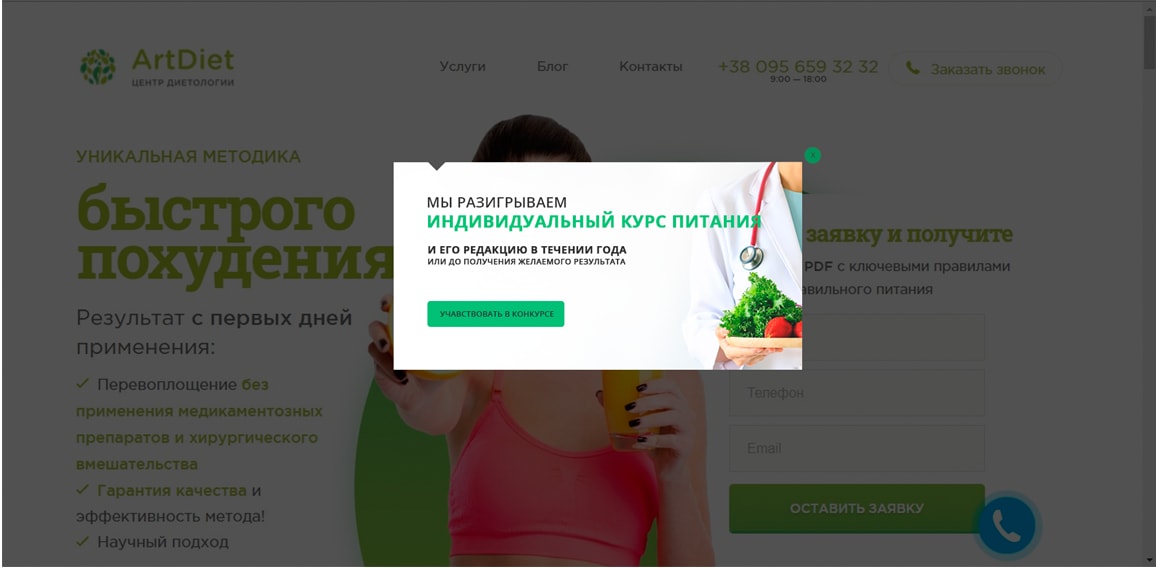 ArtDiet
ЦЕНТР ДИЕТОЛОГИИ
Услуги
Блог
Контакты
+38 095 659 32 32
9:00 — 18:00
Заказать звонок
УНИКАЛЬНАЯ МЕТОДИКА
быстрого
похудения
Результат с первых дней
применения:
Перевоплощение без
применения медикаментозных
препаратов и хирургического
вмешательства
Гарантия качества и
эффективность метода!
Научный подход
x
МЫ РАЗИГРЫВАЕМ
ИНДИВИДУАЛЬНЫЙ КУРС ПИТАНИЯ
И ЕГО РЕДАКЦИЮ В ТЕЧЕНИИ ГОДА
ИЛИ ДО ПОЛУЧЕНИЯ ЖЕЛАЕМОГО РЕЗУЛЬТАТА
УЧАВСТВОВАТЬ В КОНКУРСЕ
заявку и получите
PDF с ключевыми правилами
питания
Телефон
Email
ОСТАВИТЬ ЗАЯВКУ